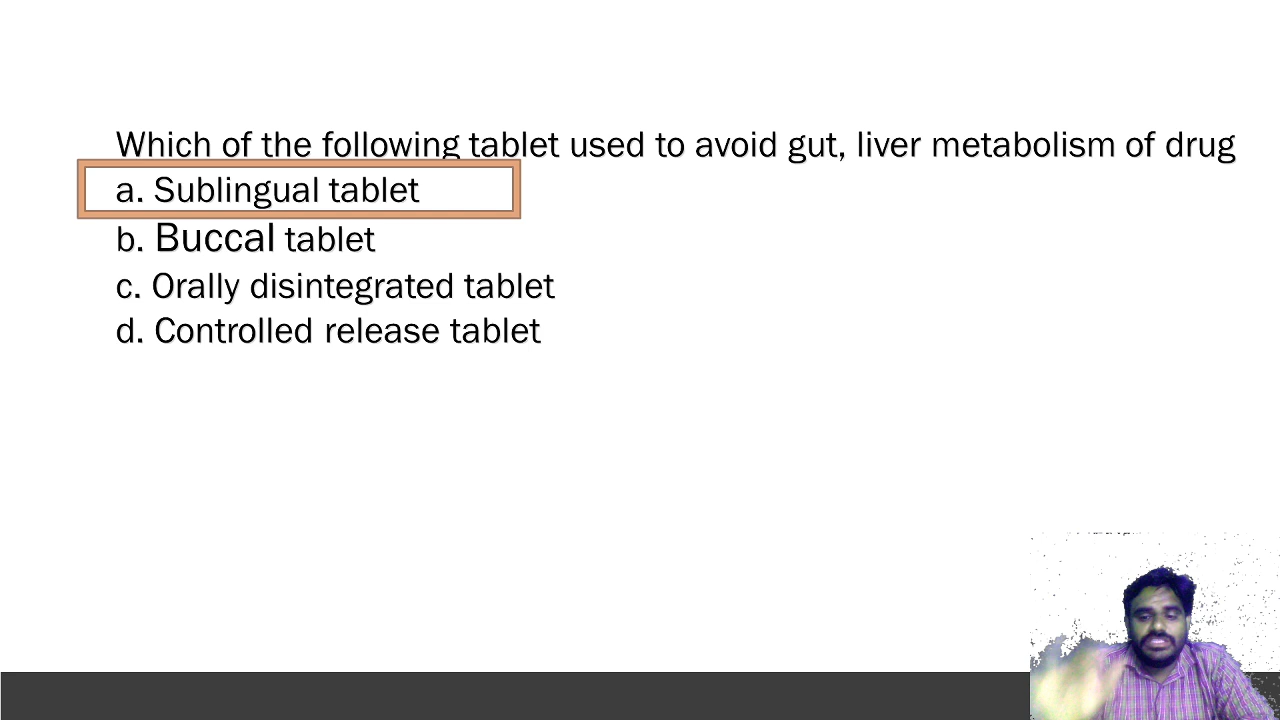 Which of the following tablet used to avoid gut, liver metabolism of drug
a. Sublingual tablet
b. Buccal tablet
c. Orally disintegrated tablet
d. Controlled release tablet